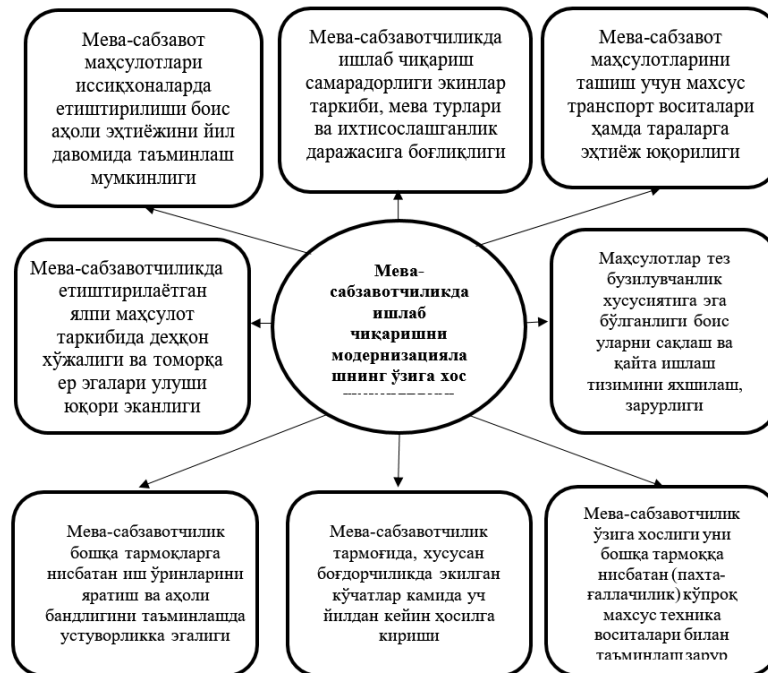 Мева-сабзавот
маҳсулотлари
иссиқхоналарда
етиштирилиши боис
аҳоли эҳтиёжини йил
давомида таъминлаш
мумкинлиги
Мева-сабзавотчиликда
ишлаб чиқариш
самарадорлиги экинлар
таркиби, мева турлари
ва ихтисослашганлик
даражасига боғлиқлиги
Мева-сабзавот
маҳсулотларини
ташиш учун махсус
транспорт воситалари
ҳамда тараларга
эҳтиёж юқорилиги
Мева-сабзавотчиликда
етиштирилаётган
ялпи маҳсулот
таркибида деҳқон
хўжалиги ва томорқа
ер эгалари улуши
юқори эканлиги
Мева-
сабзавотчиликда
ишлаб
чиқаришни
модернизацияла
шнинг ўзига хос
Маҳсулотлар тез
бузилувчанлик
хусусиятига эга
бўлганлиги боис
уларни сақлаш ва
қайта ишлаш
тизимини яхшилаш,
зарурлиги
Мева-сабзавотчилик
бошқа тармоқларга
нисбатан иш ўринларини
яратиш ва аҳоли
бандлигини таъминлашда
устуворликка эгалиги
Мева-сабзавотчилик
тармоғида, хусусан
боғдорчиликда экилган
кўчатлар камида уч
йилдан кейин ҳосилга
кириши
Мева-сабзавотчилик
ўзига хослиги уни
бошқа тармоққа
нисбатан (пахта-
ғаллачилик) кўпроқ
махсус техника
воситалари билан
таъминлаш зарур